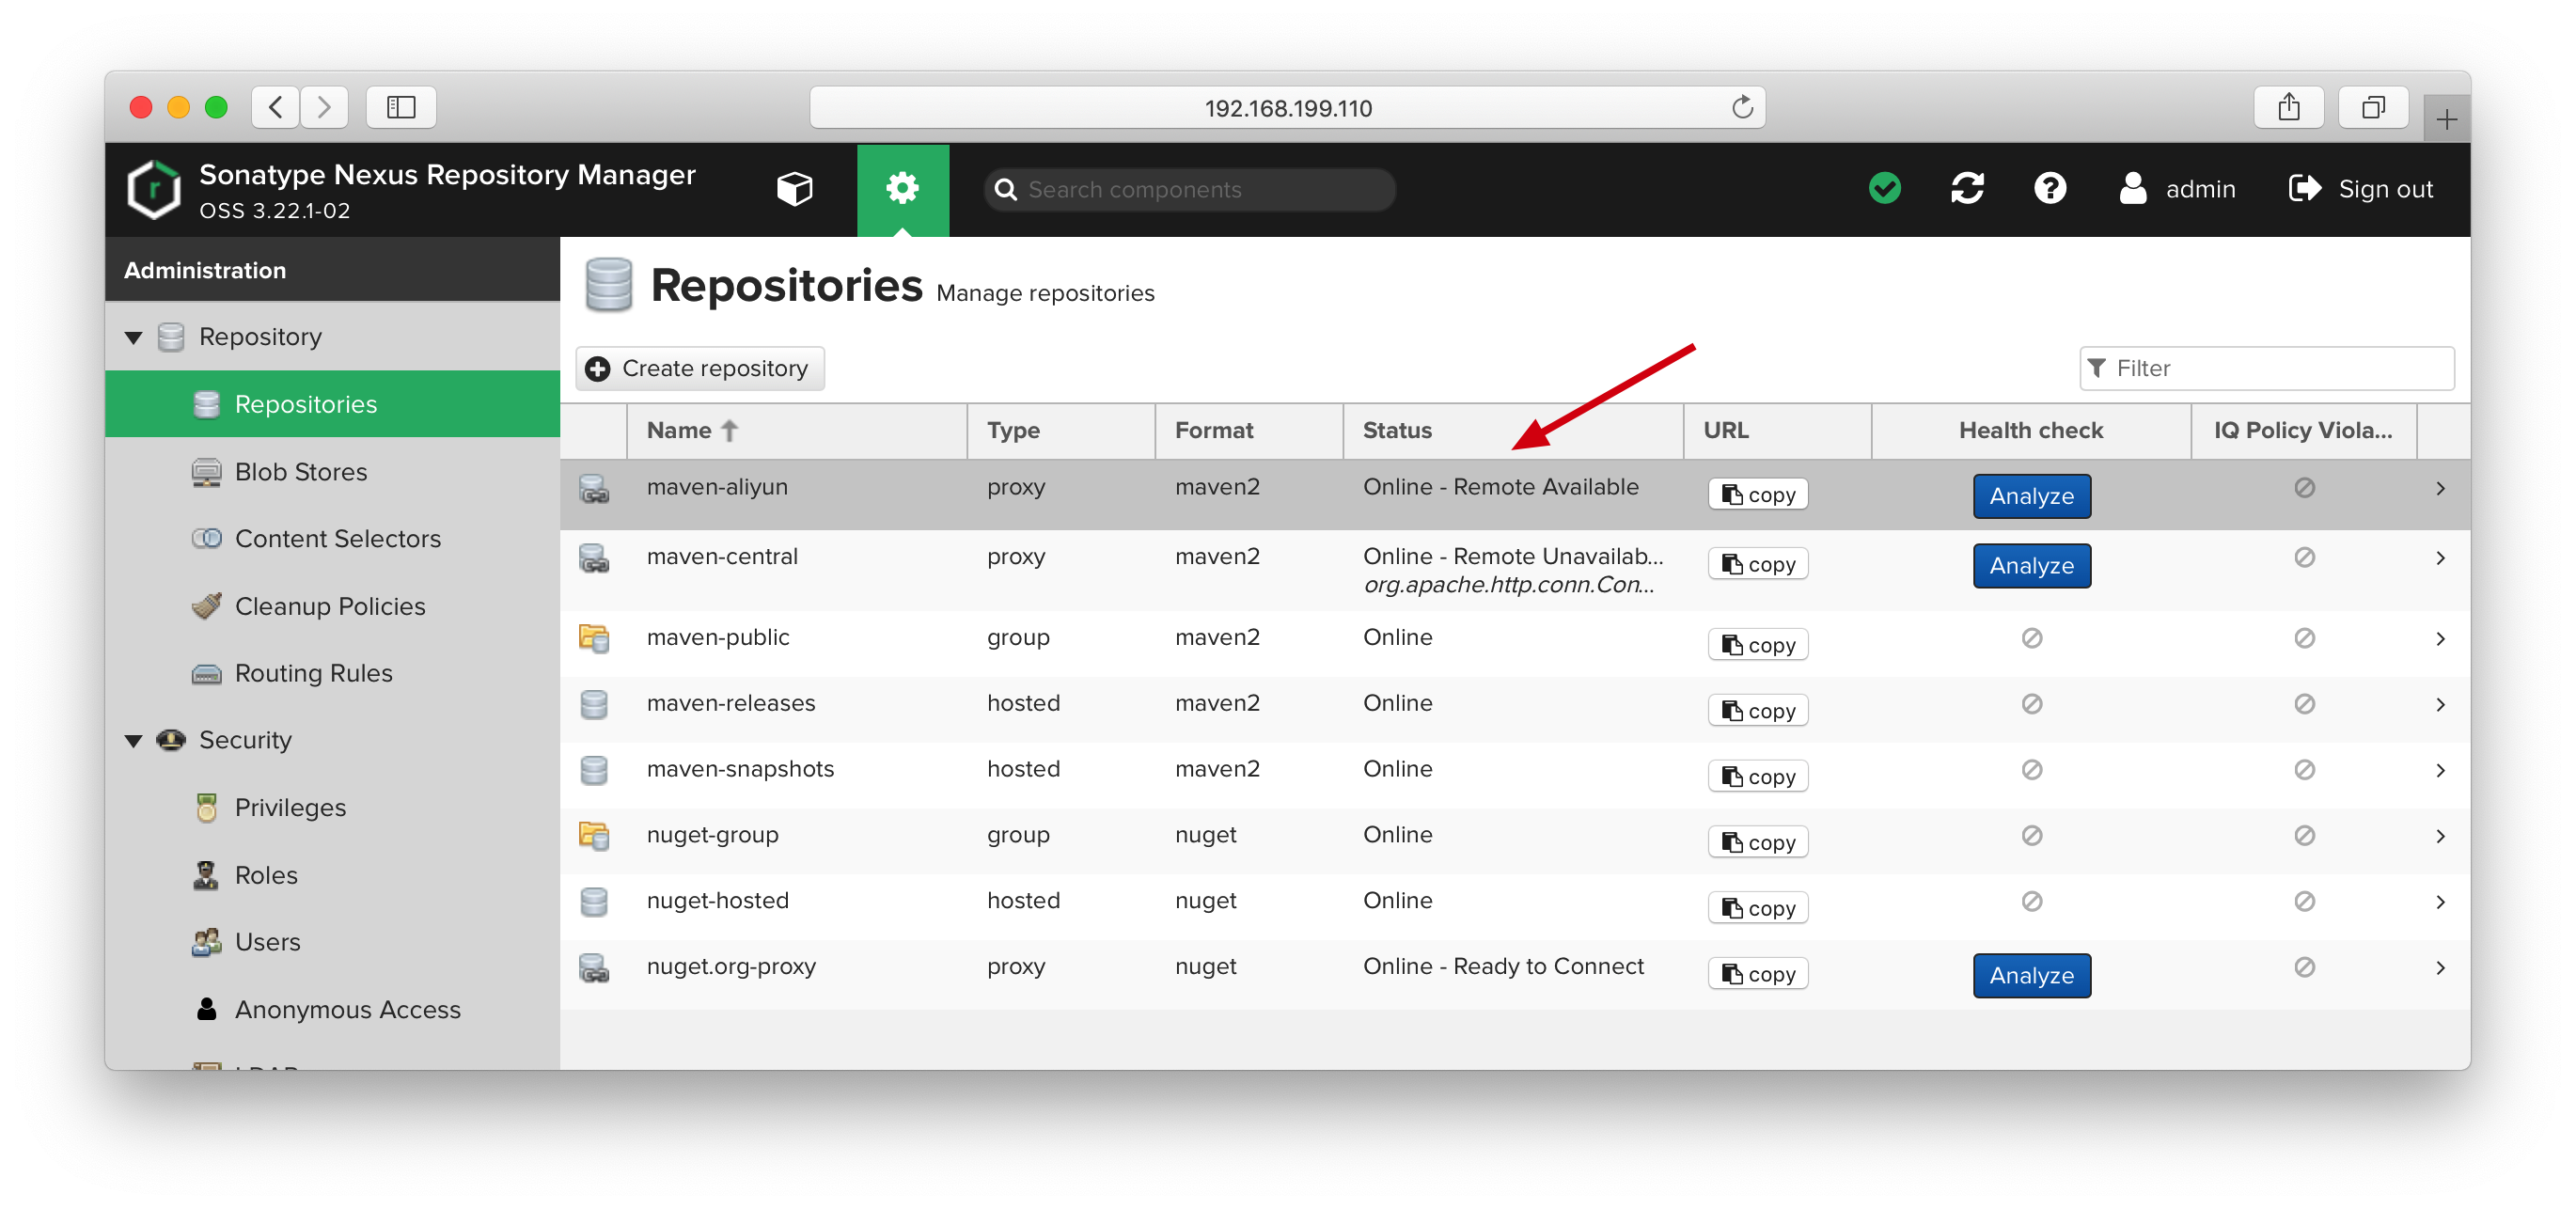 192.168.199.110
Sonatype Nexus Repository Manager
OSS 3.22.1-02
Search components
admin
Sign out
Administration
Repository
Repositories
Blob Stores
Content Selectors
Cleanup Policies
Routing Rules
Security
Privileges
Roles
Users
Anonymous Access
Repositories Manage repositories
Create repository
Filter
Name Type Format Status URL Health check IQ Policy Viola...
maven-aliyun proxy maven2 Online - Remote Available copy Analyze
maven-central proxy maven2 Online - Remote Unavailab... copy Analyze
org.apache.http.conn.Con...
maven-public group maven2 Online copy
maven-releases hosted maven2 Online copy
maven-snapshots hosted maven2 Online copy
nuget-group group nuget Online copy
nuget-hosted hosted nuget Online copy
nuget.org-proxy proxy nuget Online - Ready to Connect copy Analyze